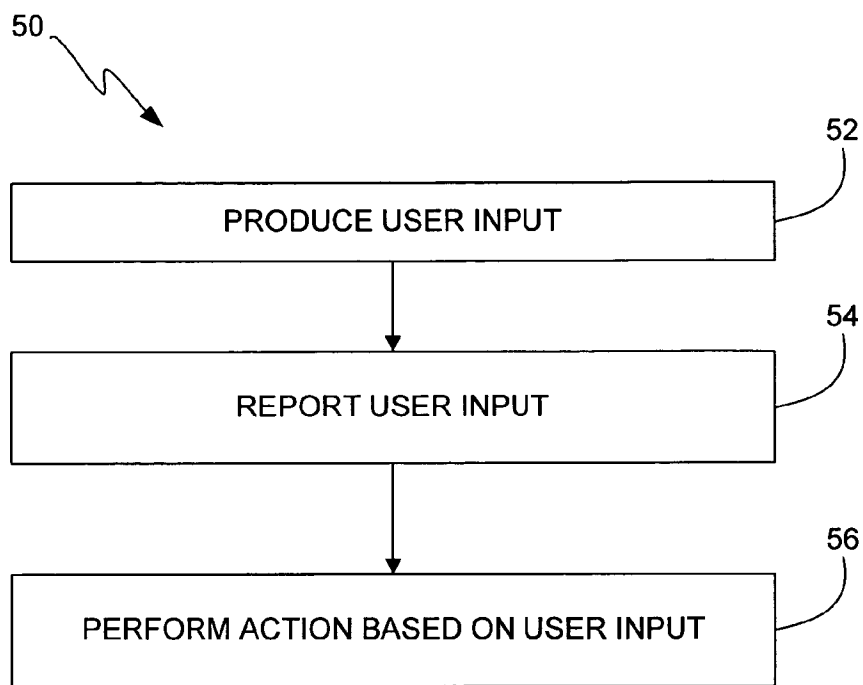 50
52
PRODUCE USER INPUT
54
REPORT USER INPUT
56
PERFORM ACTION BASED ON USER INPUT